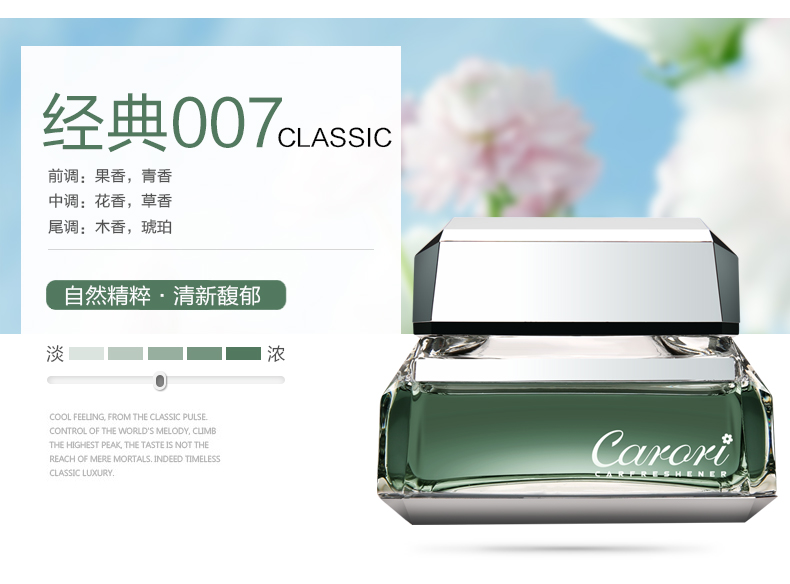 经典007CLASSIC
前调：果香，青香
中调：花香，草香
尾调：木香，琥珀
自然精粹·清新馥郁
淡 浓
COOL FEELING, FROM THE CLASSIC PULSE.
CONTROL OF THE WORLD'S MELODY, CLIMB
THE HIGHEST PEAK, THE TASTE IS NOT THE
REACH OF MERE MORTALS. INDEED TIMELESS
CLASSIC LUXURY.
Carori
CARFRESHENER